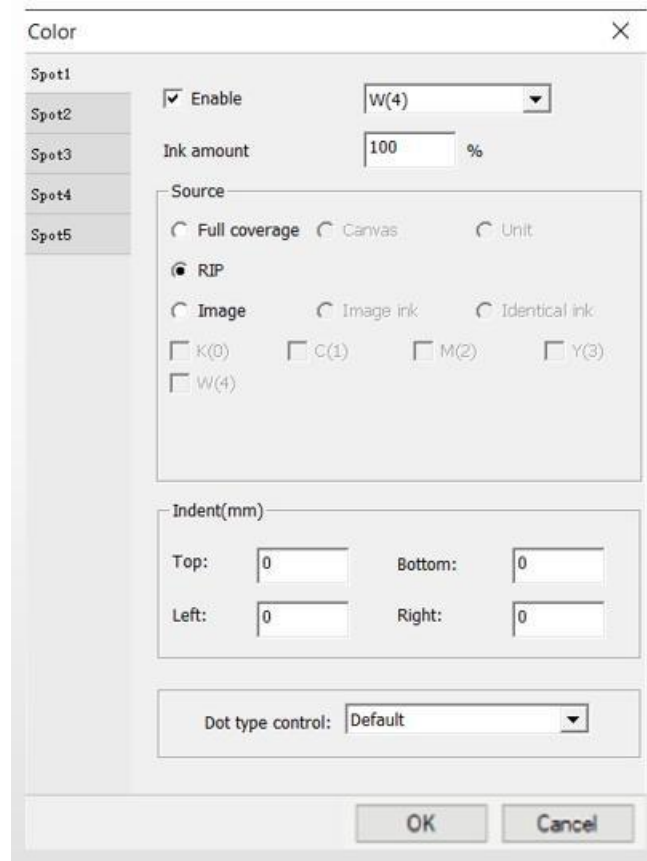 Color
Spot1
Spot2
Spot3
Spot4
Spot5
Enable W(4)
Ink amount 100 %
Source
Full coverage Canvas Unit
RIP
Image Image ink Identical ink
K(0) C(1) M(2) Y(3)
W(4)
Indent(mm)
Top: 0 Bottom: 0
Left: 0 Right: 0
Dot type control: Default
OK Cancel